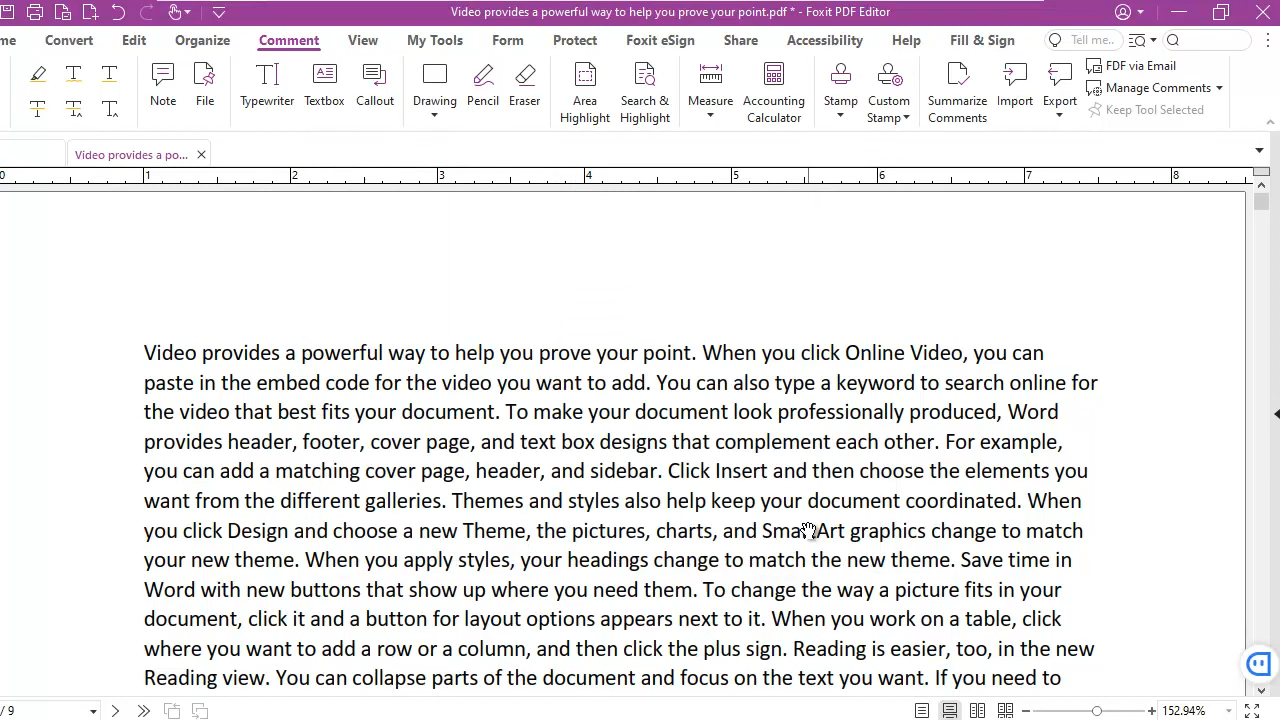 Video provides a powerful way to help you prove your point.pdf * - Foxit PDF Editor
me Convert Edit Organize Comment View My Tools Form Protect Foxit eSign Share Accessibility Help Fill & Sign Tell me..
Note File Typewriter Textbox Callout Drawing Pencil Eraser Area Highlight Search & Highlight Measure Accounting Calculator Stamp Custom Stamp Summarize Comments Import Export
FDF via Email
Manage Comments
Keep Tool Selected
Video provides a po...
0 1 2 3 4 5 6 7 8
Video provides a powerful way to help you prove your point. When you click Online Video, you can
paste in the embed code for the video you want to add. You can also type a keyword to search online for
the video that best fits your document. To make your document look professionally produced, Word
provides header, footer, cover page, and text box designs that complement each other. For example,
you can add a matching cover page, header, and sidebar. Click Insert and then choose the elements you
want from the different galleries. Themes and styles also help keep your document coordinated. When
you click Design and choose a new Theme, the pictures, charts, and SmartArt graphics change to match
your new theme. When you apply styles, your headings change to match the new theme. Save time in
Word with new buttons that show up where you need them. To change the way a picture fits in your
document, click it and a button for layout options appears next to it. When you work on a table, click
where you want to add a row or a column, and then click the plus sign. Reading is easier, too, in the new
Reading view. You can collapse parts of the document and focus on the text you want. If you need to
/ 9
152.94%